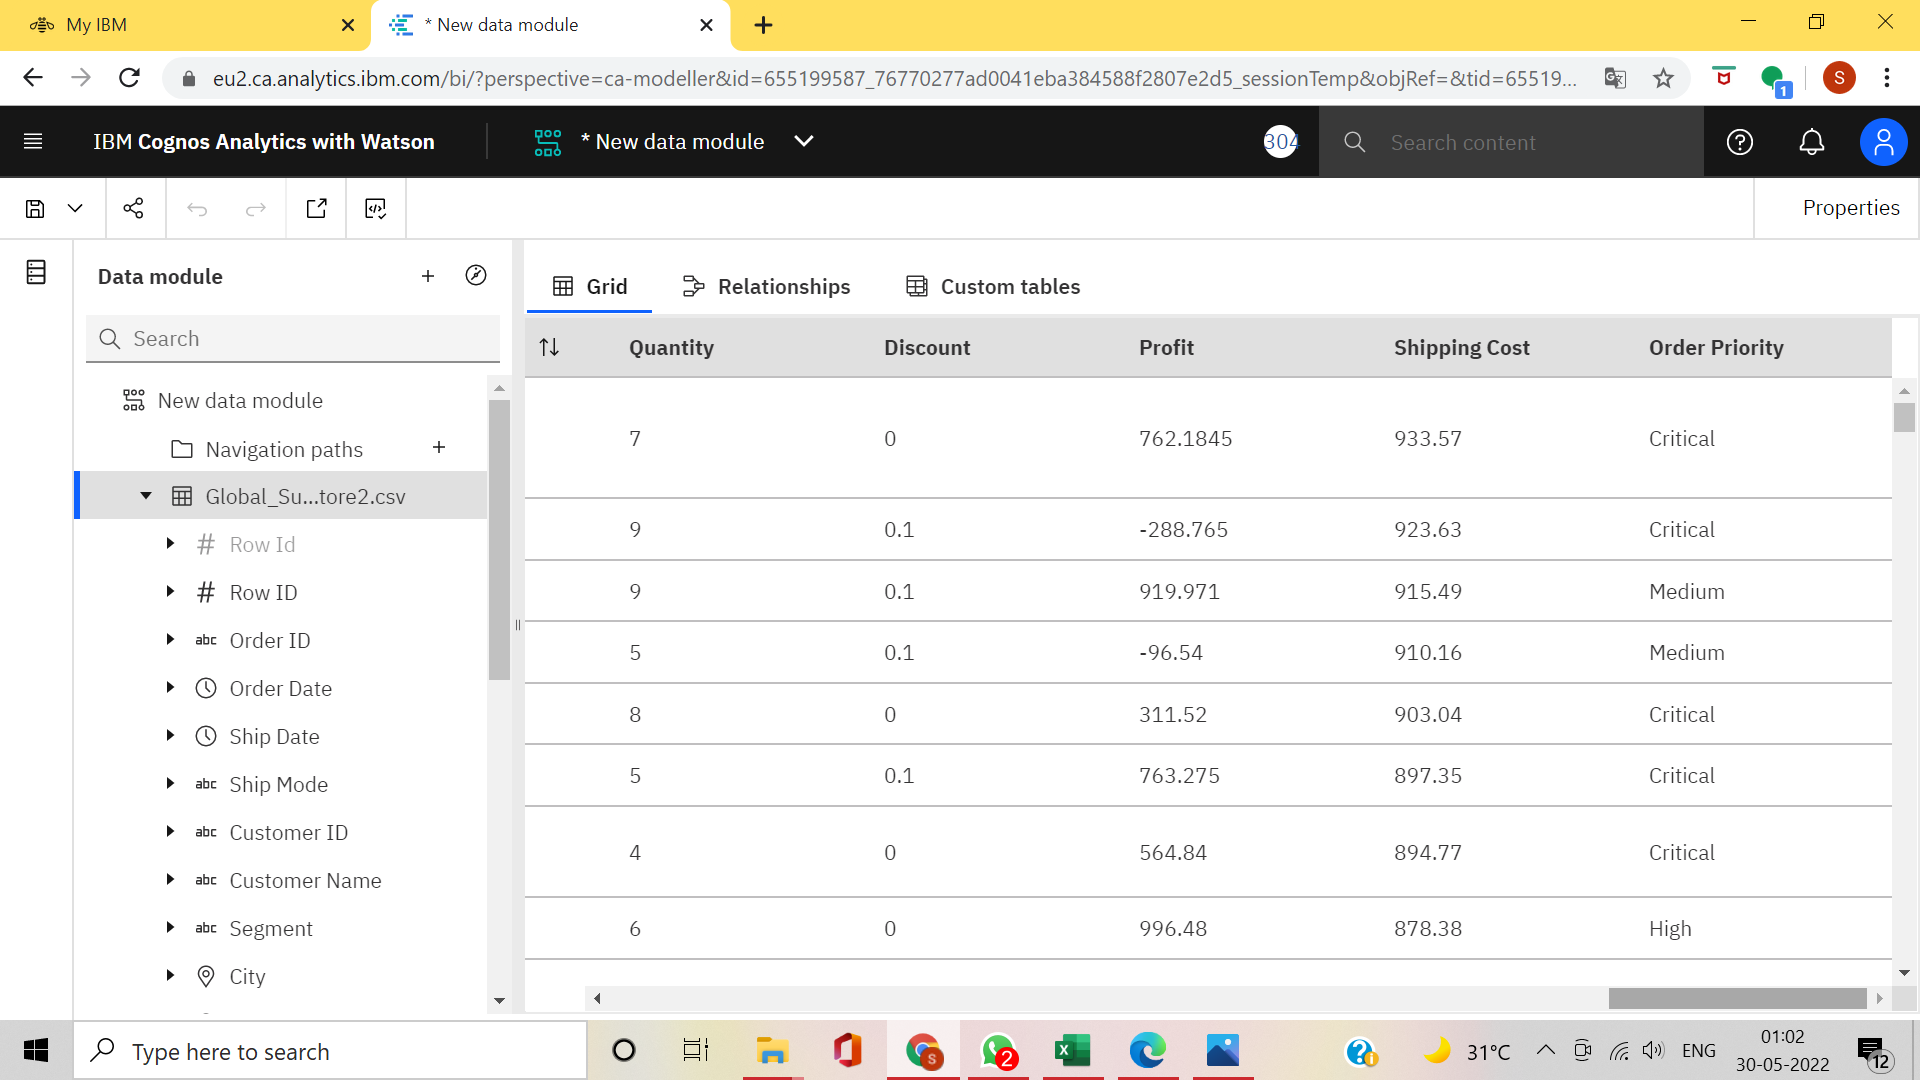 My IBM
* New data module
eu2.ca.analytics.ibm.com/bi/?perspective=ca-modeller&id=655199587_76770277ad0041eba384588f2807e2d5_sessionTemp&objRef=&tid=65519...
S
1
IBM Cognos Analytics with Watson
* New data module
304
Search content
Properties
Data module
Search
New data module
Navigation paths
Global_Su...tore2.csv
# Row Id
# Row ID
abc Order ID
Order Date
Ship Date
abc Ship Mode
abc Customer ID
abc Customer Name
abc Segment
City
Grid Relationships Custom tables
Quantity Discount Profit Shipping Cost Order Priority
7 0 762.1845 933.57 Critical
9 0.1 -288.765 923.63 Critical
9 0.1 919.971 915.49 Medium
5 0.1 -96.54 910.16 Medium
8 0 311.52 903.04 Critical
5 0.1 763.275 897.35 Critical
4 0 564.84 894.77 Critical
6 0 996.48 878.38 High
Type here to search
S
2
31°C
ENG
01:02
30-05-2022
12